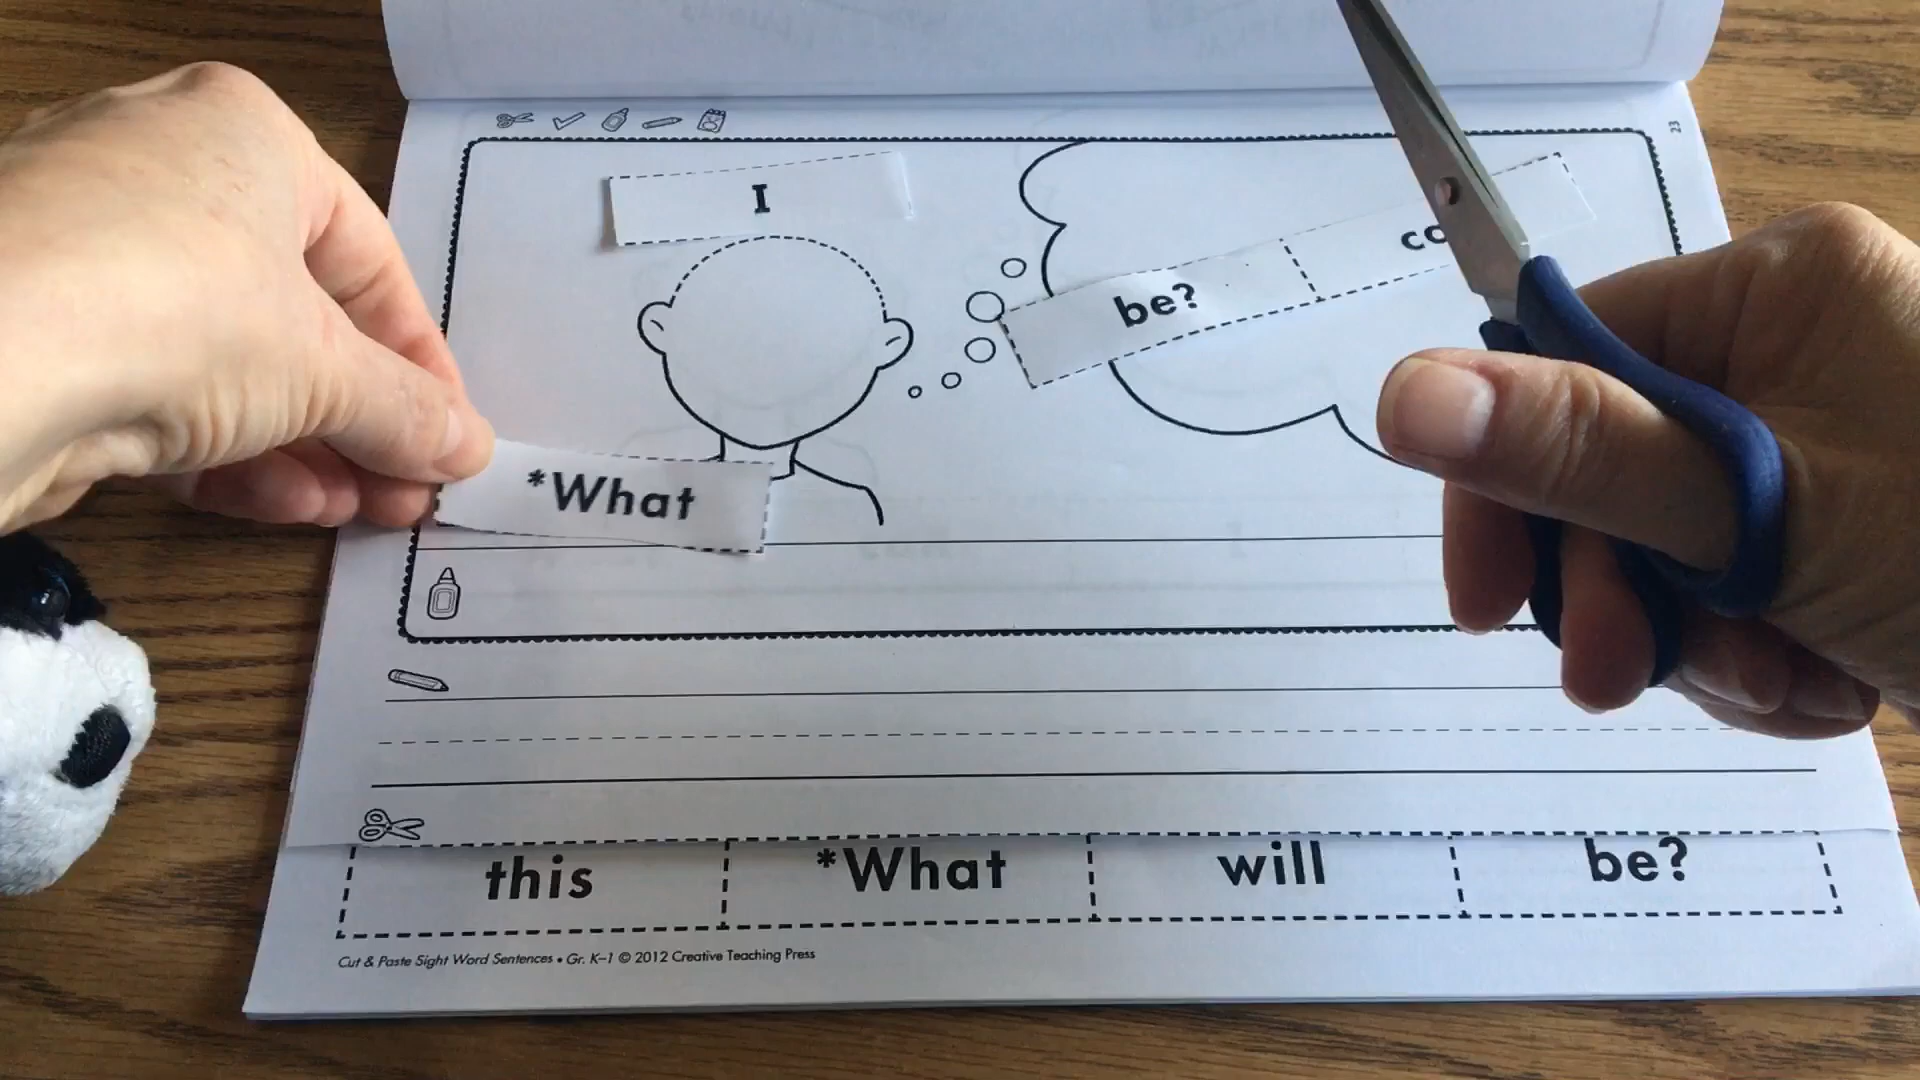 23
I
be?
*What
this *What will be?
Cut & Paste Sight Word Sentences • Gr. K–1 © 2012 Creative Teaching Press